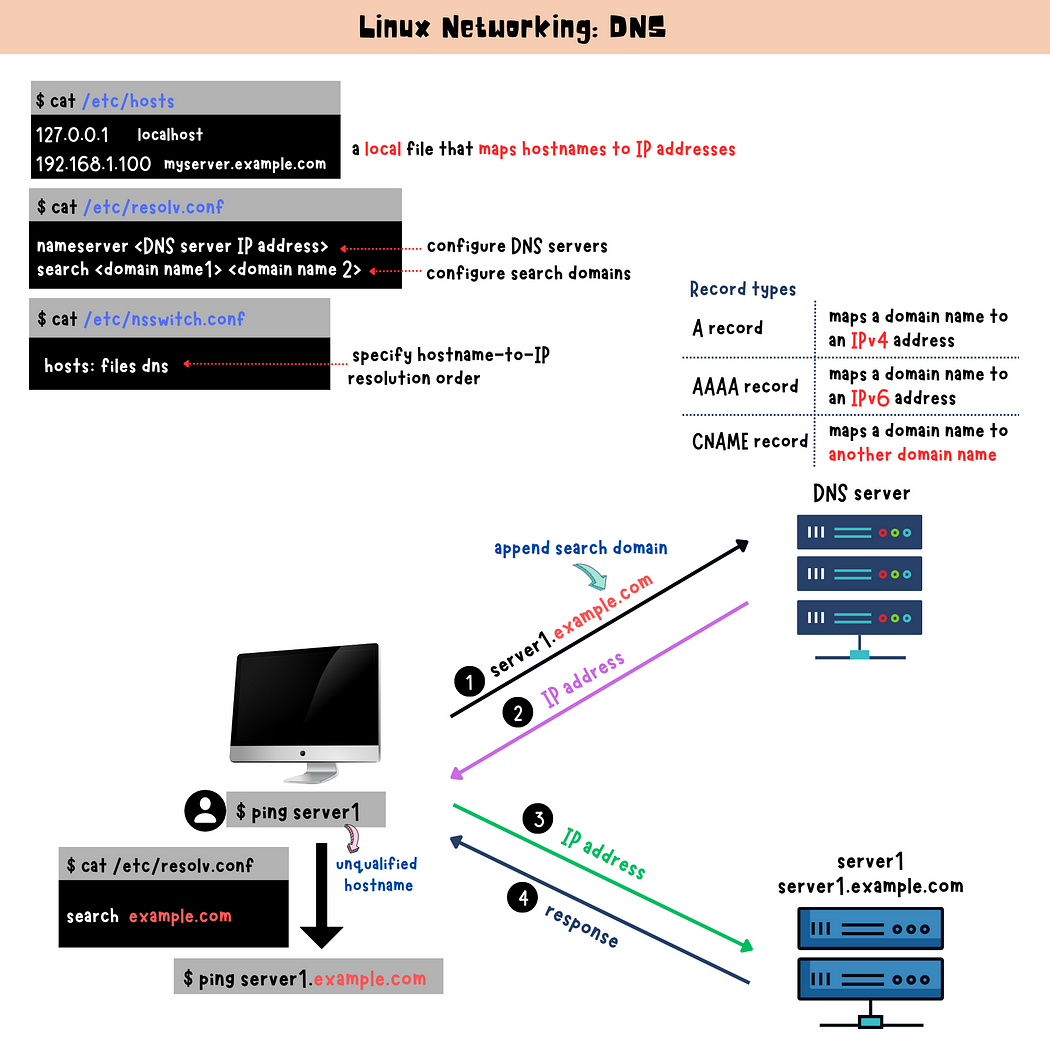 Linux Networking: DNS
$ cat /etc/hosts
127.0.0.1 localhost
192.168.1.100 myserver.example.com
a local file that maps hostnames to IP addresses
$ cat /etc/resolv.conf
nameserver <DNS server IP address>
search <domain name1> <domain name 2>
configure DNS servers
configure search domains
$ cat /etc/nsswitch.conf
hosts: files dns
specify hostname-to-IP
resolution order
Record types
A record
maps a domain name to
an IPv4 address
AAAA record
maps a domain name to
an IPv6 address
CNAME record
maps a domain name to
another domain name
DNS server
append search domain
1 server1.example.com
2 IP address
$ ping server1
unqualified
hostname
$ cat /etc/resolv.conf
search example.com
$ ping server1.example.com
3 IP address
4 response
server1
server1.example.com